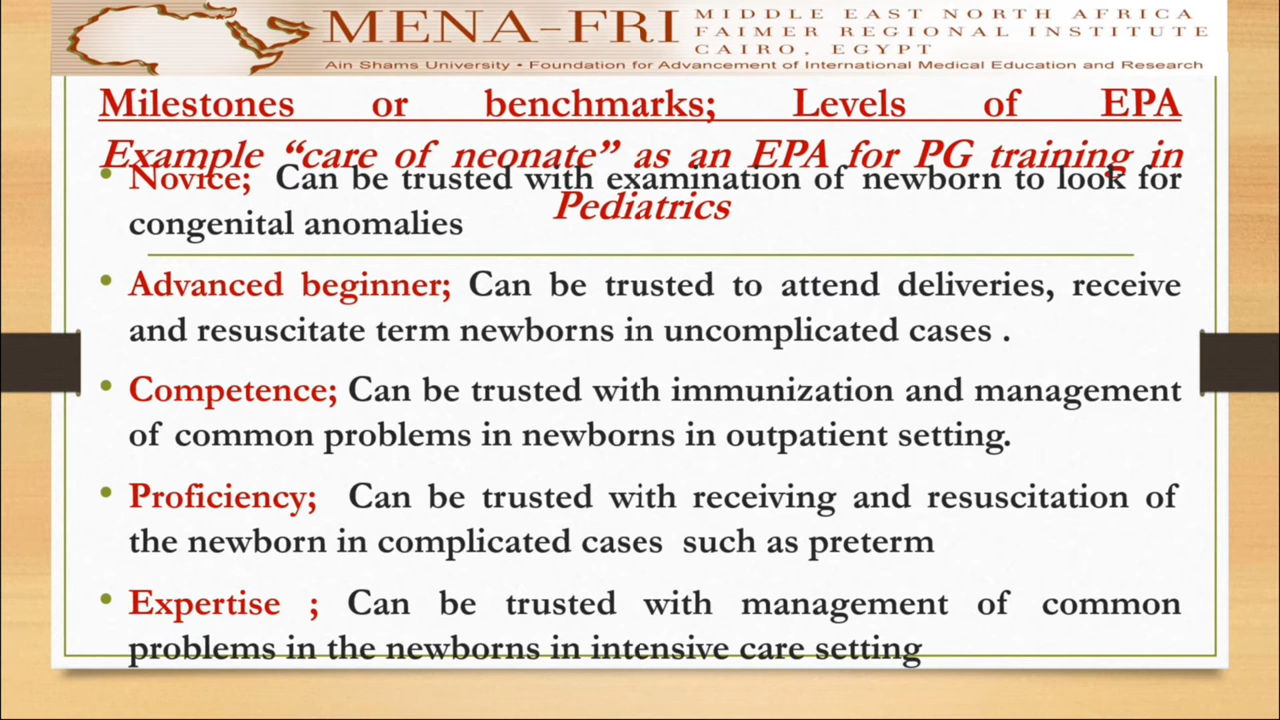 MENA-FRI
MIDDLE EAST NORTH AFRICA
FAIMER REGIONAL INSTITUTE
CAIRO, EGYPT
Ain Shams University • Foundation for Advancement of International Medical Education and Research
Milestones or benchmarks; Levels of EPA
Example “care of neonate” as an EPA for PG training in
Pediatrics
• Novice; Can be trusted with examination of newborn to look for
congenital anomalies
• Advanced beginner; Can be trusted to attend deliveries, receive
and resuscitate term newborns in uncomplicated cases .
• Competence; Can be trusted with immunization and management
of common problems in newborns in outpatient setting.
• Proficiency; Can be trusted with receiving and resuscitation of
the newborn in complicated cases such as preterm
• Expertise ; Can be trusted with management of common
problems in the newborns in intensive care setting